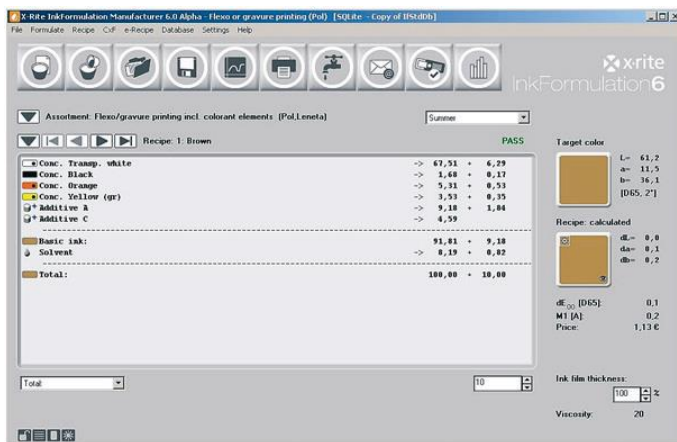 X-Rite InkFormulation Manufacturer 6.0 Alpha - Flexo or gravure printing (Pol) [SQLite - Copy of IfStdDb]
File Formulate Recipe CxF e-Recipe Database Settings Help
x-rite
InkFormulation6
Assortment: Flexo/gravure printing incl. colorant elements (Pol,Leneta)
Summer
Recipe: 1: Brown
PASS
Target color
L= 61,2
a= 11,5
b= 36,1
[D65, 2°]
Conc. Transp. white -> 67,51 + 6,29
Conc. Black -> 1,68 + 0,17
Conc. Orange -> 5,31 + 0,53
Conc. Yellow (gr) -> 3,53 + 0,35
Additive A -> 9,18 + 1,84
Additive C -> 4,59
Basic ink: 91,81 + 9,18
Solvent -> 8,19 + 0,82
Total: 100,00 + 10,00
Recipe: calculated
dL= 0,0
da= 0,1
db= 0,2
dE00 [D65]: 0,1
M1 [A]: 0,2
Price: 1,13 €
Total:
10
Ink film thickness:
100 %
Viscosity: 20